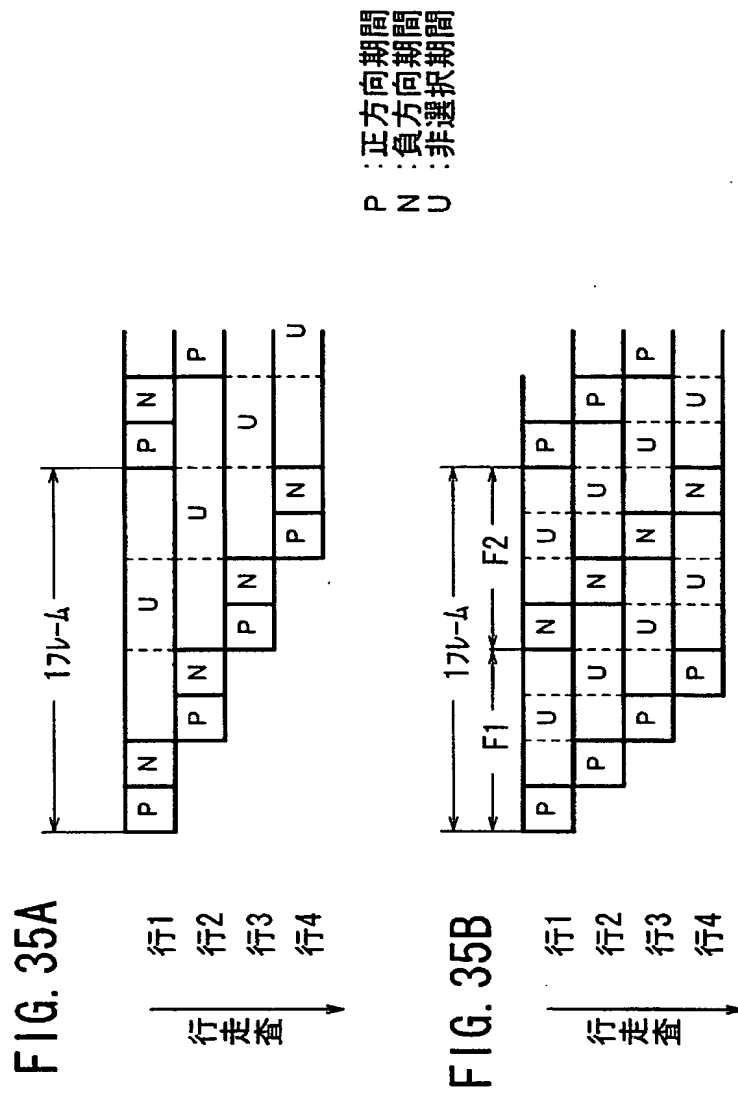 FIG. 35A
1フレーム
行走査
行1 P N U P N
行2 P N U P
行3 P N U
行4 P N U
FIG. 35B
1フレーム
F1 F2
行走査
行1 P U N U P
行2 P U N U P
行3 P U N U P
行4 P U N U
P :正方向期間
N :負方向期間
U :非選択期間